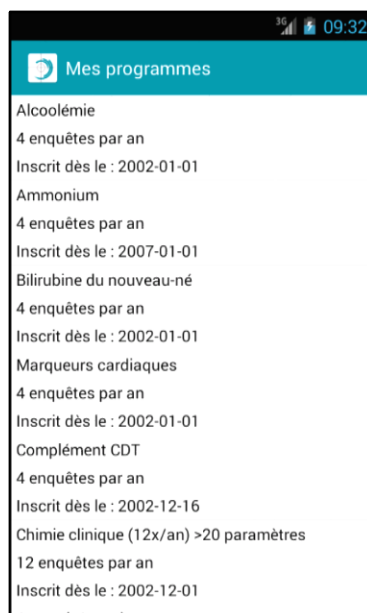 3G 09:32
Mes programmes
Alcoolémie
4 enquêtes par an
Inscrit dès le : 2002-01-01
Ammonium
4 enquêtes par an
Inscrit dès le : 2007-01-01
Bilirubine du nouveau-né
4 enquêtes par an
Inscrit dès le : 2002-01-01
Marqueurs cardiaques
4 enquêtes par an
Inscrit dès le : 2002-01-01
Complément CDT
4 enquêtes par an
Inscrit dès le : 2002-12-16
Chimie clinique (12x/an) >20 paramètres
12 enquêtes par an
Inscrit dès le : 2002-12-01